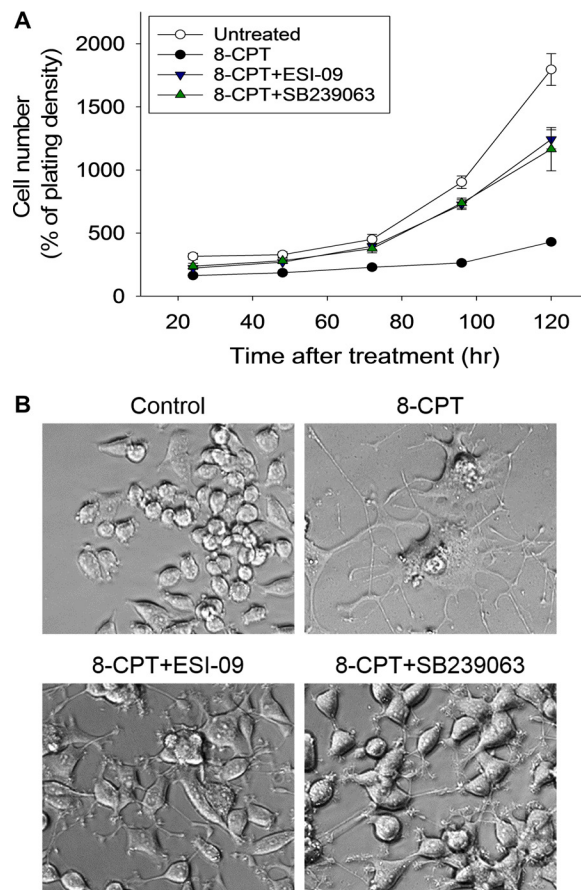 A
Untreated
8-CPT
8-CPT+ESI-09
8-CPT+SB239063
Cell number
(% of plating density)
2000
1500
1000
500
0
20 40 60 80 100 120
Time after treatment (hr)
B
Control 8-CPT
8-CPT+ESI-09 8-CPT+SB239063